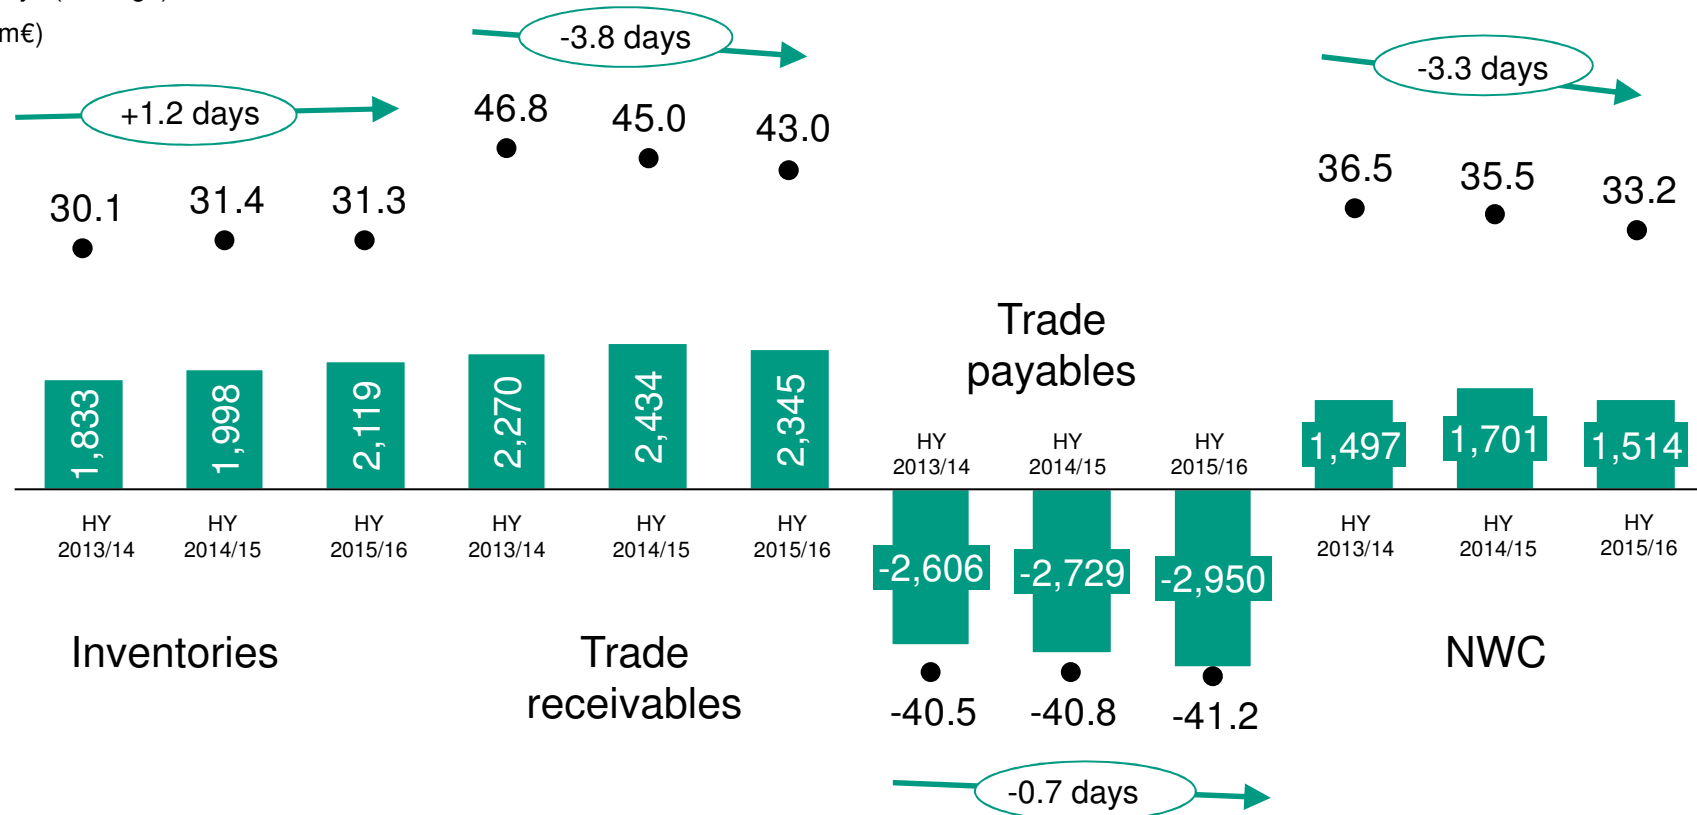 m€)
-3.8 days
-3.3 days
+1.2 days
46.8
45.0
43.0
36.5
35.5
33.2
30.1
31.4
31.3
Trade
payables
1,833
1,998
2,119
2,270
2,434
2,345
HY
2013/14
HY
2014/15
HY
2015/16
1,497
1,701
1,514
HY
2013/14
HY
2014/15
HY
2015/16
HY
2013/14
HY
2014/15
HY
2015/16
-2,606
-2,729
-2,950
HY
2013/14
HY
2014/15
HY
2015/16
Inventories
Trade
receivables
NWC
-40.5
-40.8
-41.2
-0.7 days